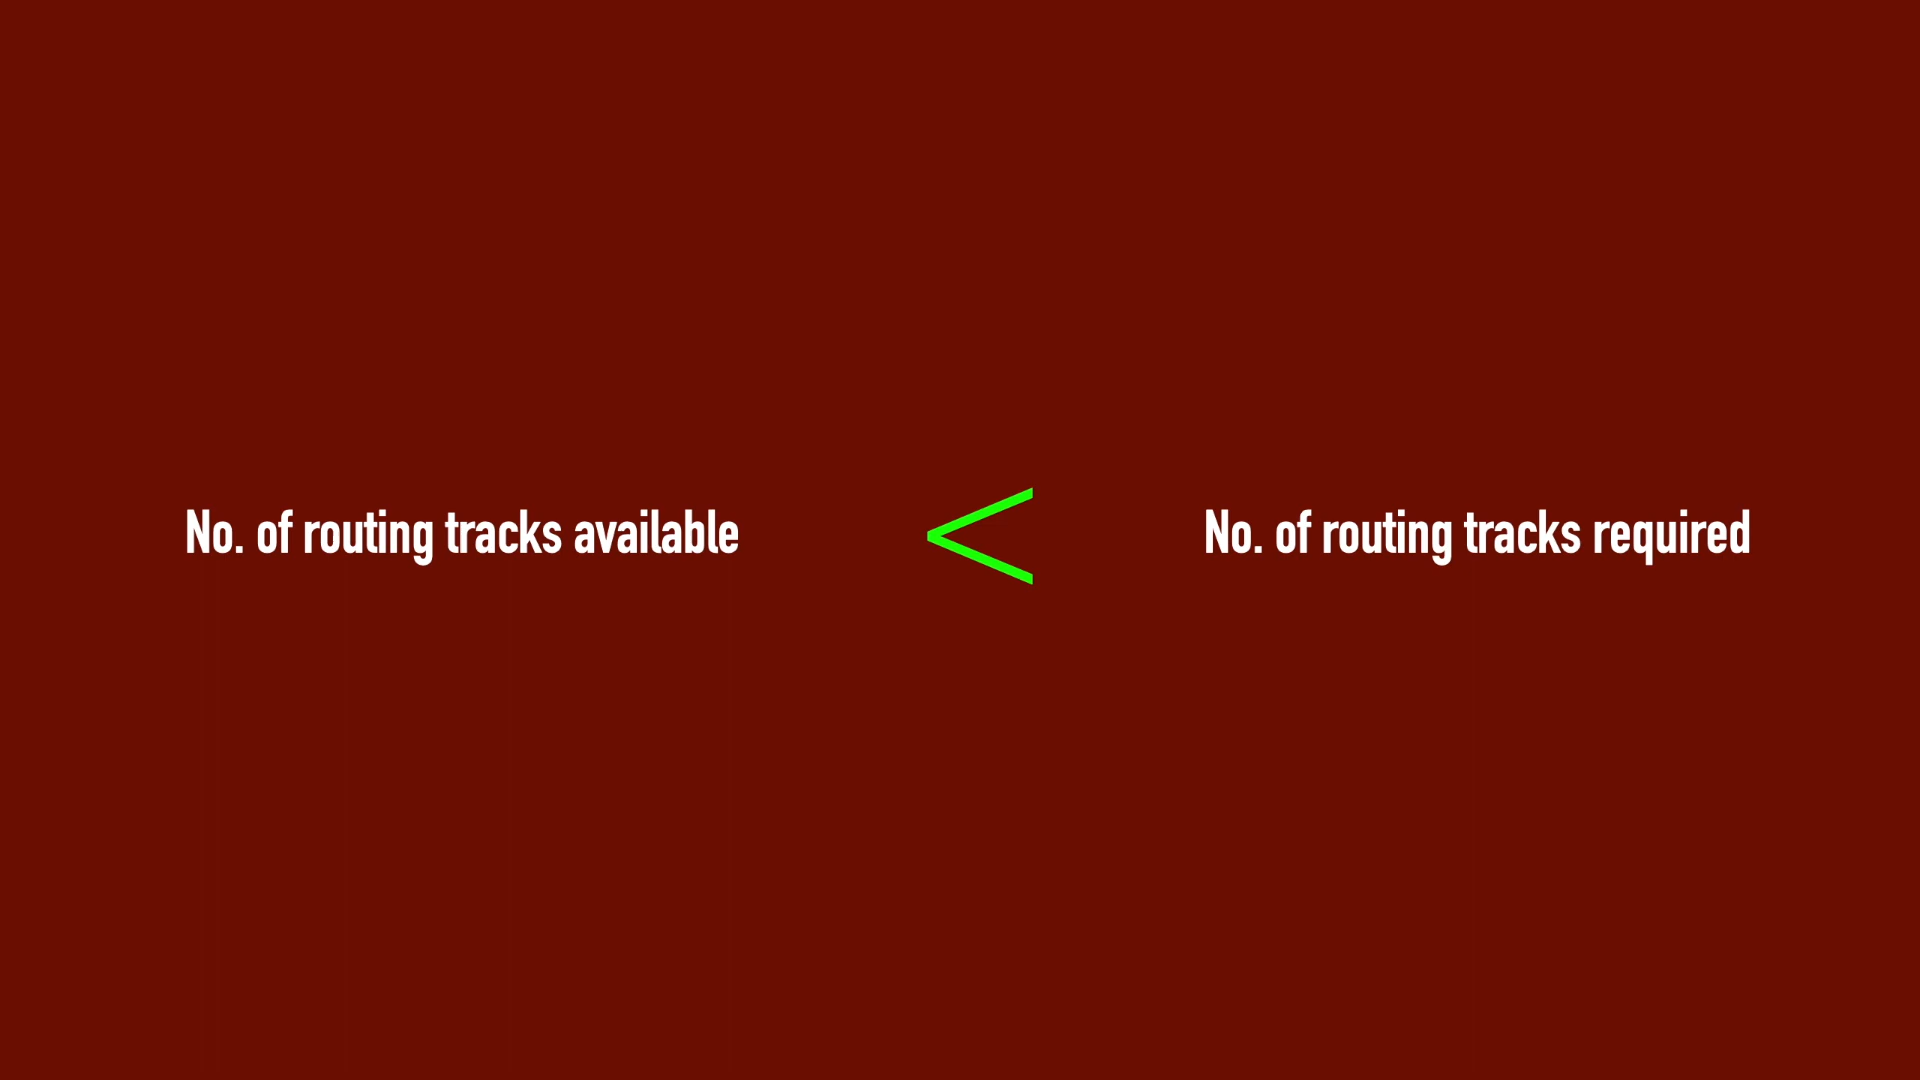 No. of routing tracks available < No. of routing tracks required